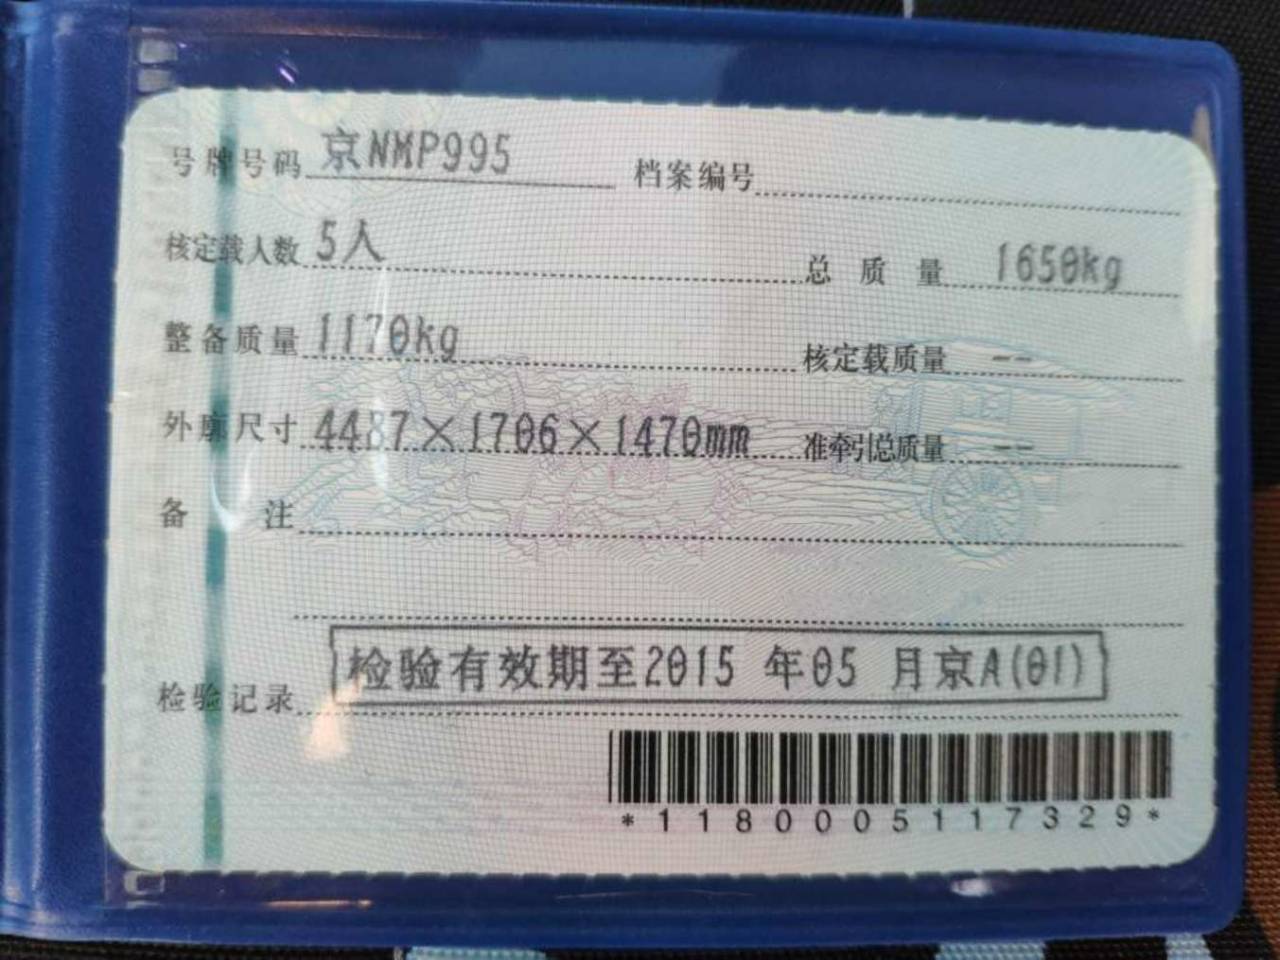 号牌号码 京NMP995 档案编号
核定载人数 5人 总质量 1650kg
整备质量 1170kg 核定载质量 --
外廓尺寸 4487×1706×1470mm 准牵引总质量 --
备注
检验记录 检验有效期至2015 年05 月京A(01)
*1180005117329*